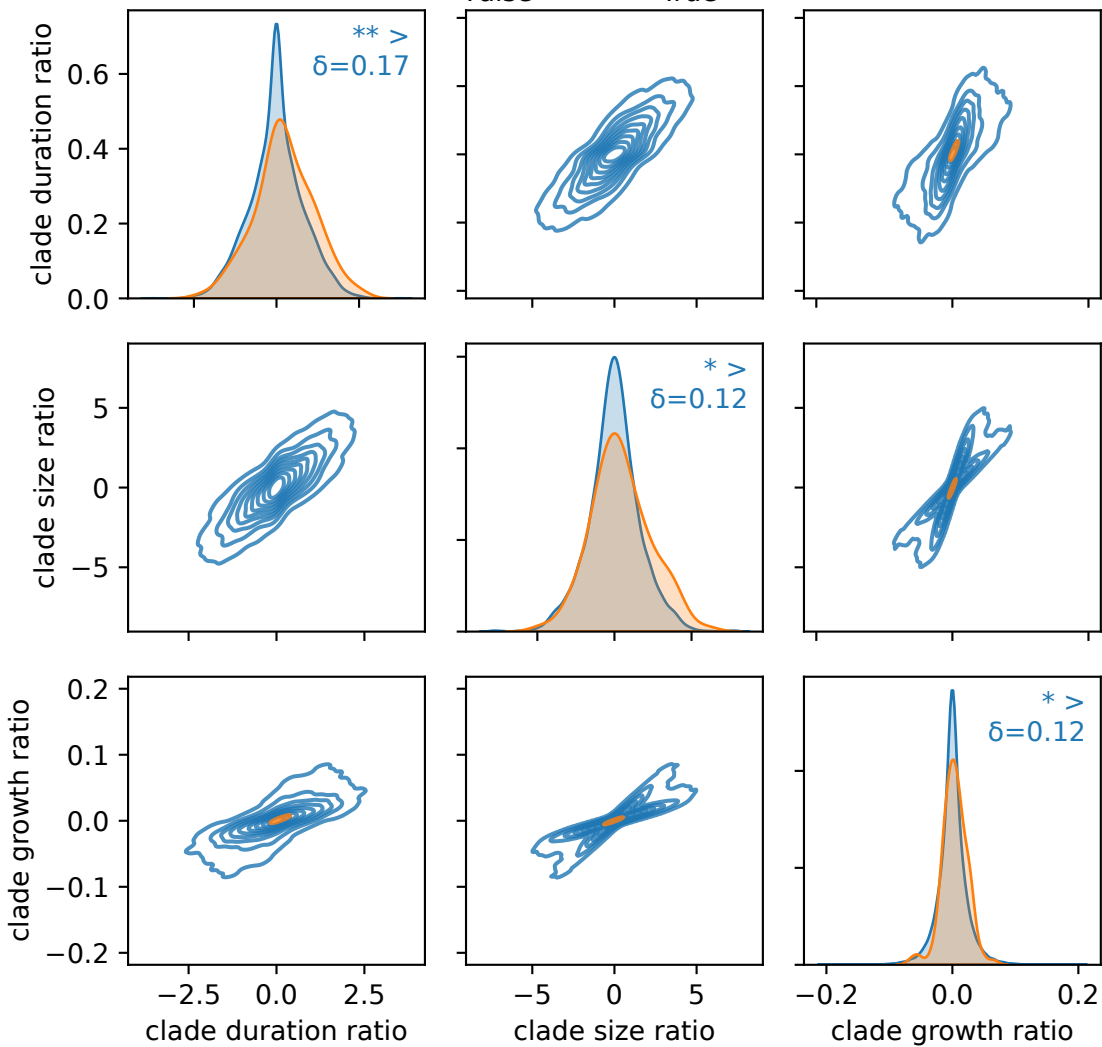 clade duration ratio
0.6
0.4
0.2
0.0
** >
δ=0.17
clade size ratio
5
0
−5
* >
δ=0.12
clade growth ratio
0.2
0.1
0.0
−0.1
−0.2
* >
δ=0.12
−2.5 0.0 2.5
clade duration ratio
−5 0 5
clade size ratio
−0.2 0.0 0.2
clade growth ratio